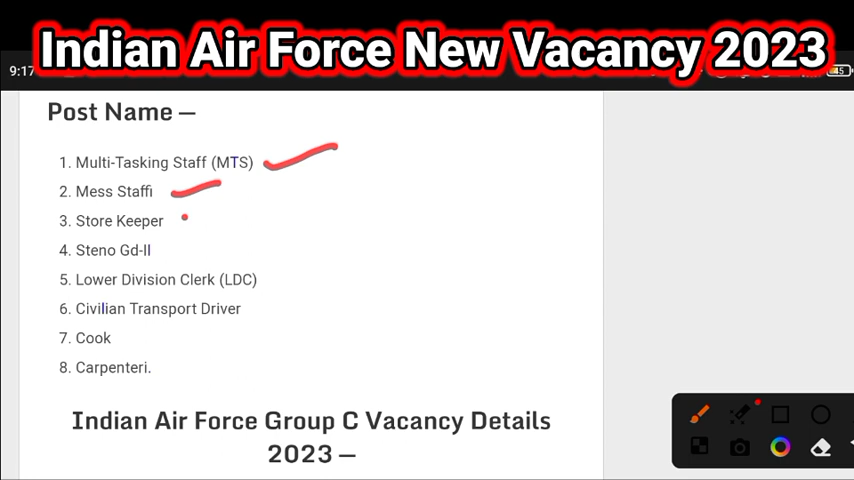 Indian Air Force New Vacancy 2023
9:17
45
Post Name —
1. Multi-Tasking Staff (MTS)
2. Mess Staffi
3. Store Keeper
4. Steno Gd-II
5. Lower Division Clerk (LDC)
6. Civilian Transport Driver
7. Cook
8. Carpenteri.
Indian Air Force Group C Vacancy Details
2023 —